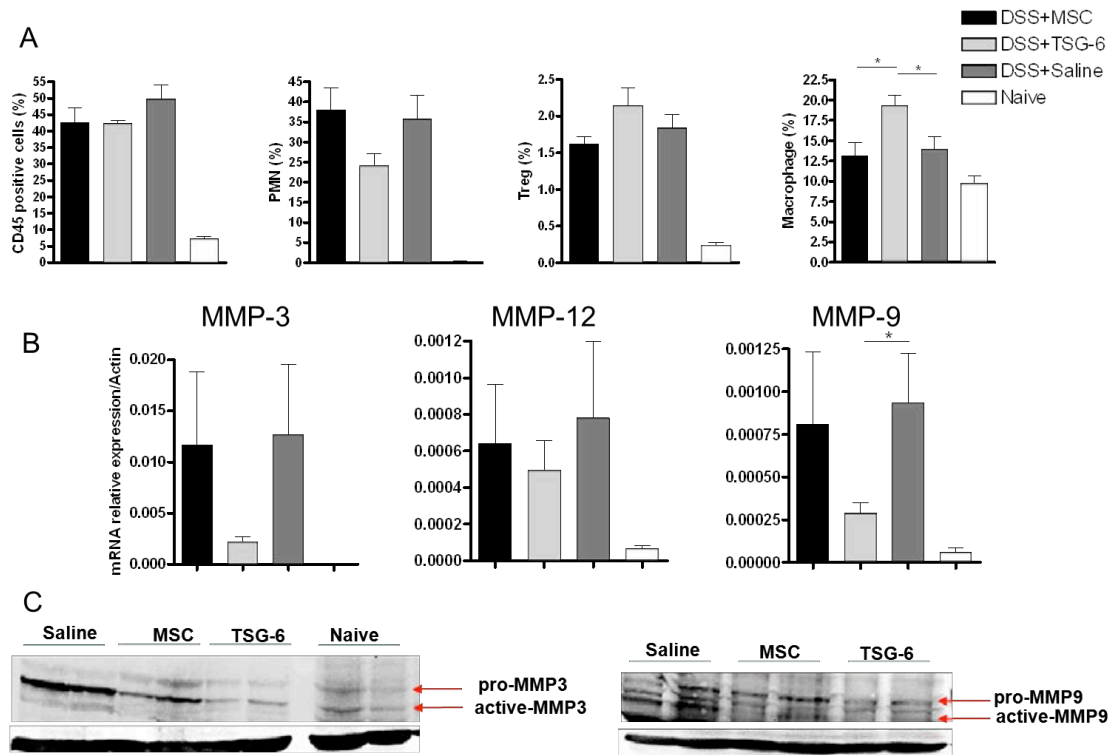 A
DSS+MSC
DSS+TSG-6
DSS+Saline
Naive
CD45 positive cells (%)
55
50
45
40
35
30
25
20
15
10
5
0
PMN (%)
45
40
35
30
25
20
15
10
5
0
Treg (%)
2.5
2.0
1.5
1.0
0.5
0.0
Macrophage (%)
22.5
20.0
17.5
15.0
12.5
10.0
7.5
5.0
2.5
0.0
* *
B
MMP-3
mRNA relative expression/Actin
0.020
0.015
0.010
0.005
0.000
MMP-12
0.0012
0.0010
0.0008
0.0006
0.0004
0.0002
0.0000
MMP-9
*
0.00125
0.00100
0.00075
0.00050
0.00025
0.00000
C
Saline MSC TSG-6 Naive
pro-MMP3
active-MMP3
Saline MSC TSG-6
pro-MMP9
active-MMP9